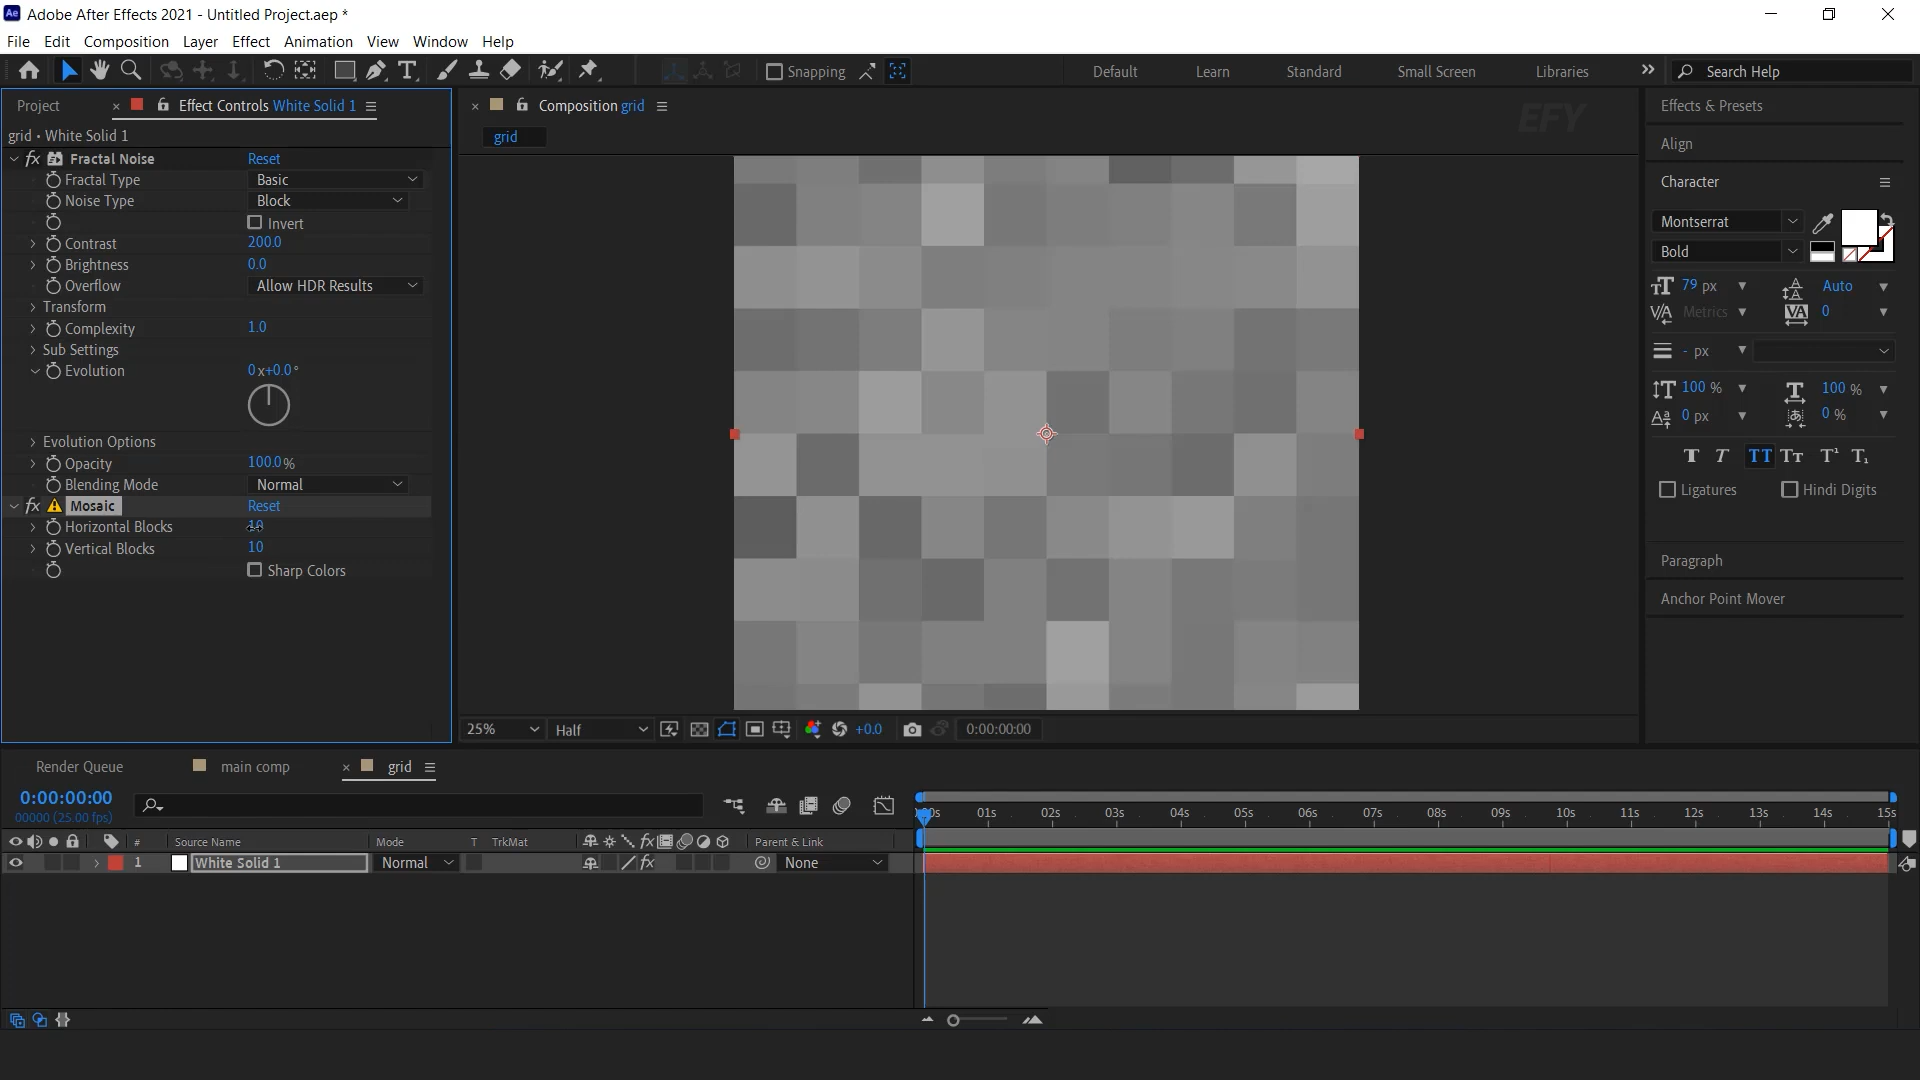 Ae Adobe After Effects 2021 - Untitled Project.aep *
File Edit Composition Layer Effect Animation View Window Help
Snapping Default Learn Standard Small Screen Libraries Search Help
Project Effect Controls White Solid 1
grid • White Solid 1
fx Fractal Noise Reset
Fractal Type Basic
Noise Type Block
Invert
Contrast 200.0
Brightness 0.0
Overflow Allow HDR Results
Transform
Complexity 1.0
Sub Settings
Evolution 0x+0.0°
Evolution Options
Opacity 100.0%
Blending Mode Normal
fx Mosaic Reset
Horizontal Blocks
Vertical Blocks 10
Sharp Colors
Composition grid
grid
EFY
25% Half +0.0 0:00:00:00
Effects & Presets
Align
Character
Montserrat
Bold
79 px Auto
Metrics 0
- px
100 % 100 %
0 px 0 %
T T TT Tt T¹ T₁
Ligatures Hindi Digits
Paragraph
Anchor Point Mover
Render Queue main comp grid
0:00:00:00
00000 (25.00 fps)
# Source Name Mode T TrkMat Parent & Link
1 White Solid 1 Normal None
01s 02s 03s 04s 05s 06s 07s 08s 09s 10s 11s 12s 13s 14s 15s